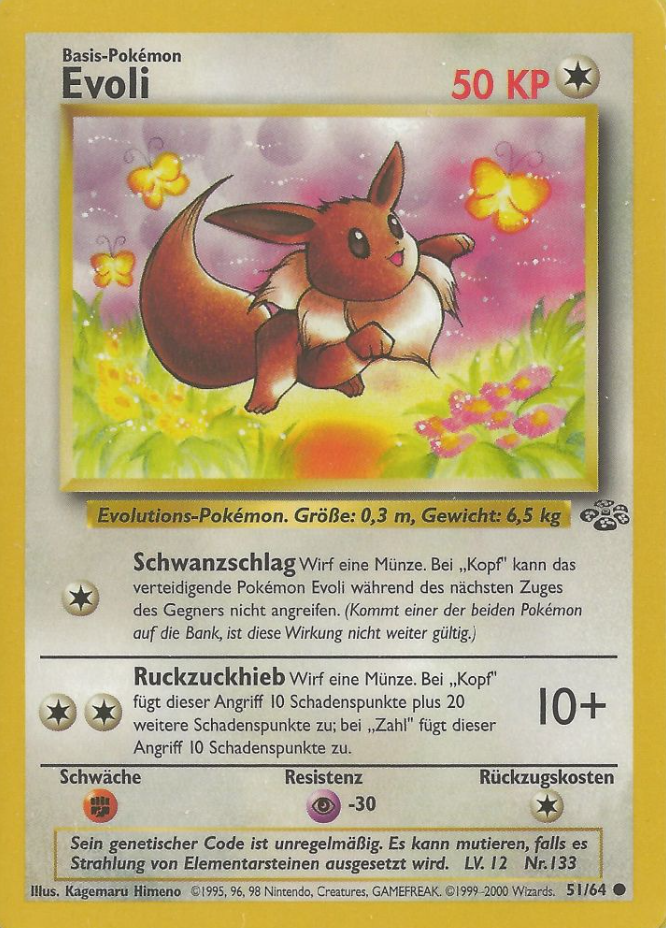 Basis-Pokémon
Evoli
50 KP
Evolutions-Pokémon. Größe: 0,3 m, Gewicht: 6,5 kg
Schwanzschlag Wirf eine Münze. Bei „Kopf" kann das
verteidigende Pokémon Evoli während des nächsten Zuges
des Gegners nicht angreifen. (Kommt einer der beiden Pokémon
auf die Bank, ist diese Wirkung nicht weiter gültig.)
Ruckzuckhieb Wirf eine Münze. Bei „Kopf"
fügt dieser Angriff 10 Schadenspunkte plus 20
weitere Schadenspunkte zu; bei „Zahl" fügt dieser
Angriff 10 Schadenspunkte zu.
10+
Schwäche Resistenz Rückzugskosten
-30
Sein genetischer Code ist unregelmäßig. Es kann mutieren, falls es
Strahlung von Elementarsteinen ausgesetzt wird. LV. 12 Nr.133
Illus. Kagemaru Himeno ©1995, 96, 98 Nintendo, Creatures, GAMEFREAK. ©1999-2000 Wizards. 51/64